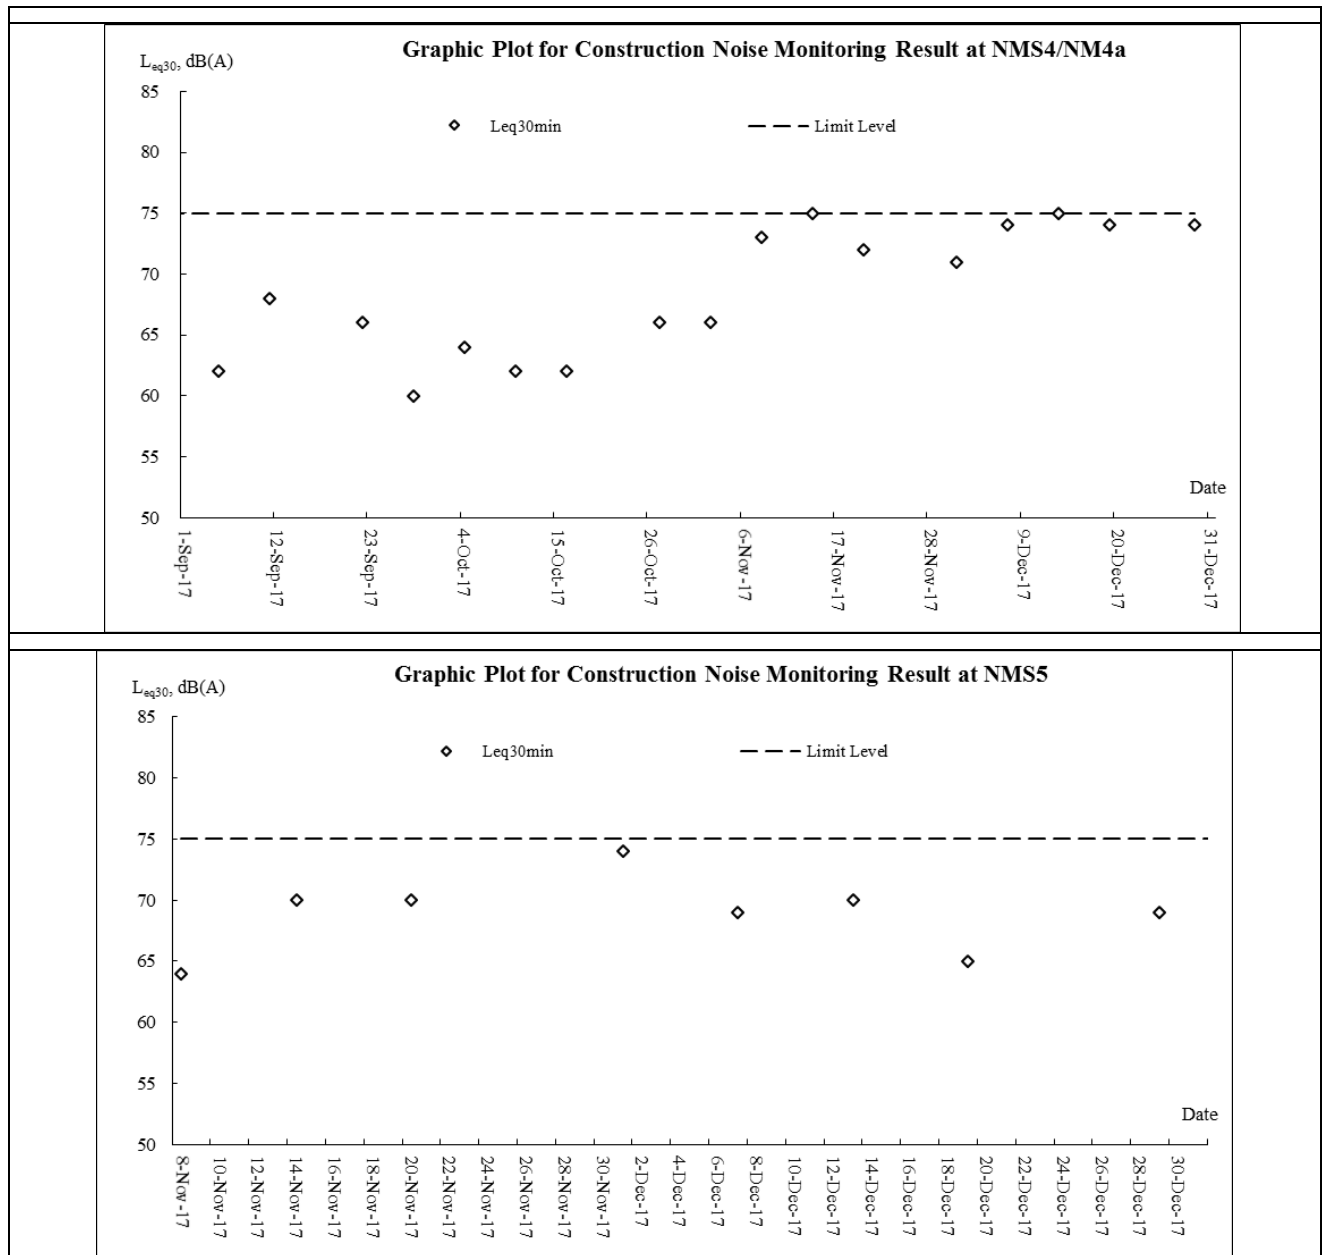 Graphic Plot for Construction Noise Monitoring Result at NMS4/NM4a
Leq30, dB(A)
85
Leq30min
Limit Level
80
75
70
65
60
55
Date
50
1-Sep-17
12-Sep-17
23-Sep-17
4-Oct-17
15-Oct-17
26-Oct-17
6-Nov-17
17-Nov-17
28-Nov-17
9-Dec-17
20-Dec-17
31-Dec-17
Graphic Plot for Construction Noise Monitoring Result at NMS5
Leq30, dB(A)
85
Leq30min
Limit Level
80
75
70
65
60
55
Date
50
8-Nov-17
10-Nov-17
12-Nov-17
14-Nov-17
16-Nov-17
18-Nov-17
20-Nov-17
22-Nov-17
24-Nov-17
26-Nov-17
28-Nov-17
30-Nov-17
2-Dec-17
4-Dec-17
6-Dec-17
8-Dec-17
10-Dec-17
12-Dec-17
14-Dec-17
16-Dec-17
18-Dec-17
20-Dec-17
22-Dec-17
24-Dec-17
26-Dec-17
28-Dec-17
30-Dec-17